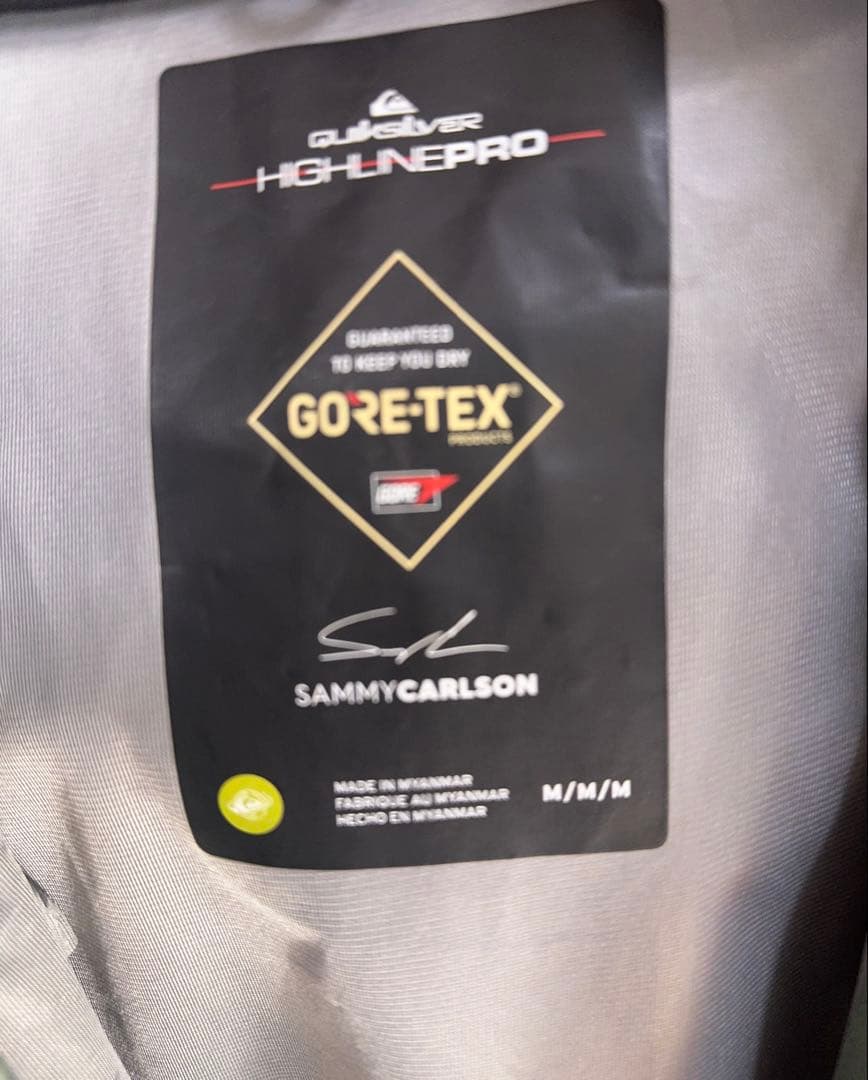 QUIKSILVER
HIGHLINEPRO
GUARANTEED
TO KEEP YOU DRY
GORE-TEX
PRODUCTS
GORE
SAMMYCARLSON
MADE IN MYANMAR
FABRIQUE AU MYANMAR
HECHO EN MYANMAR
M/M/M